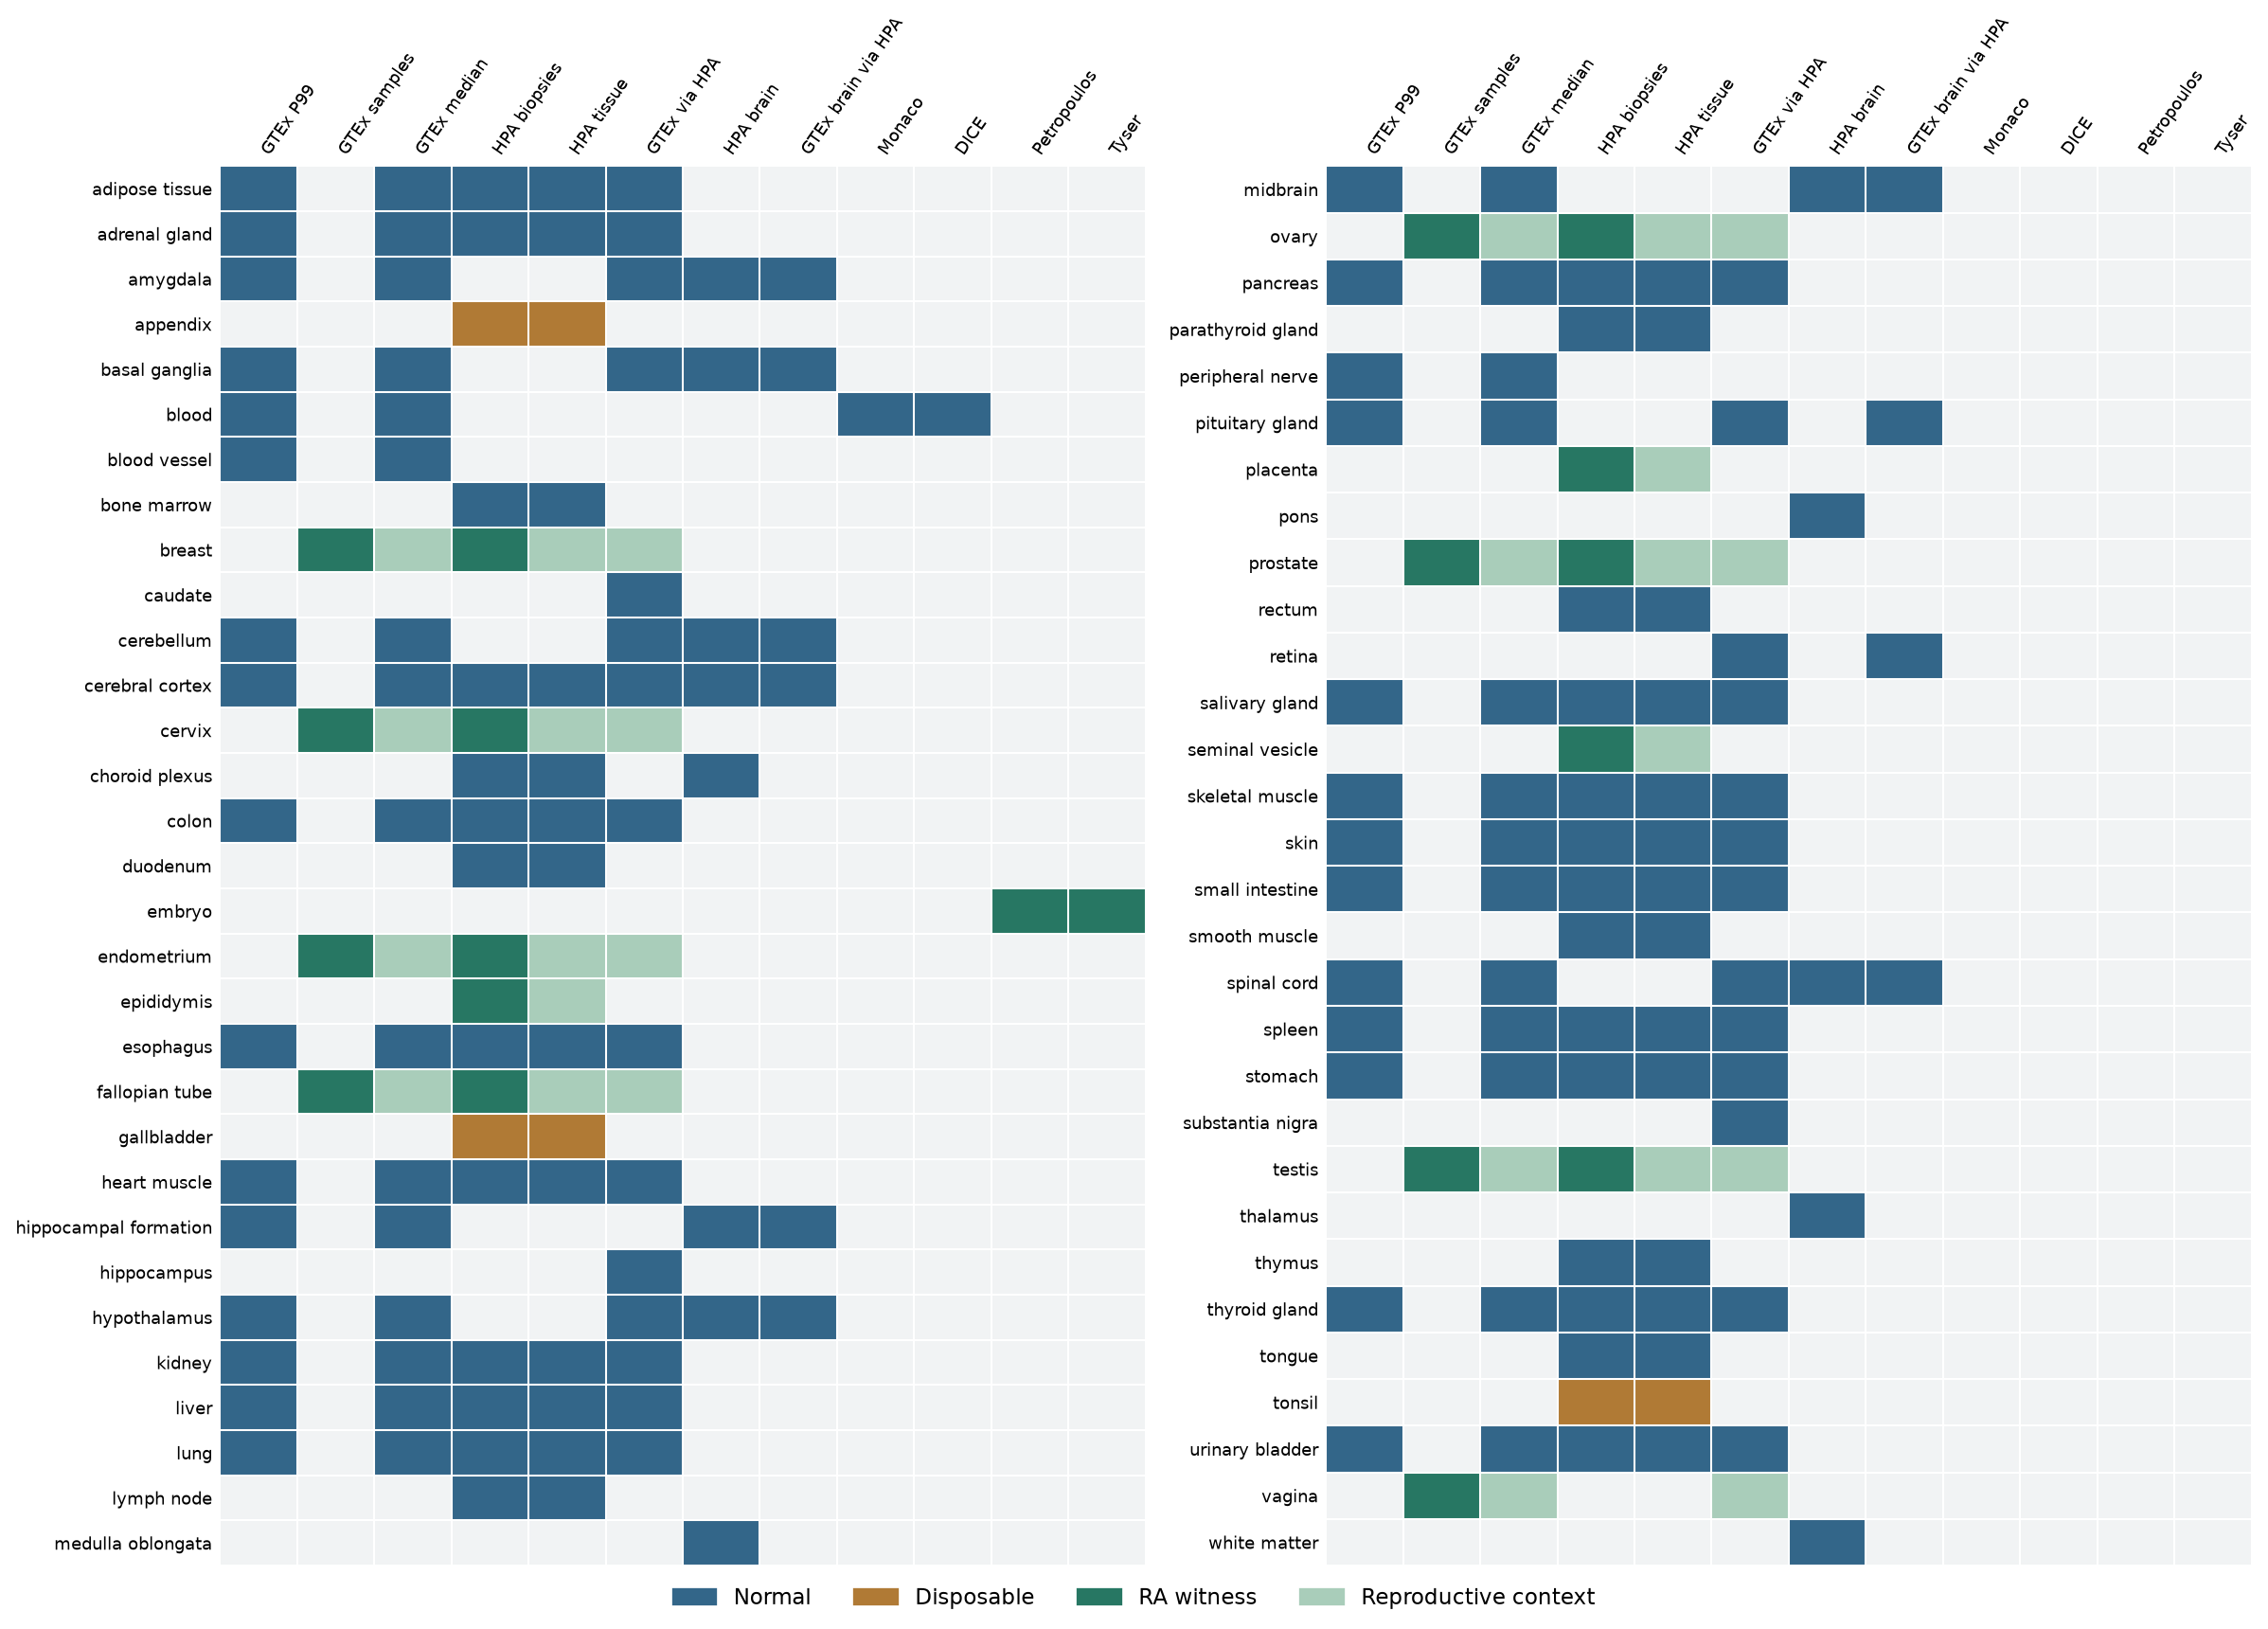 GTEx P99
GTEx samples
GTEx median
HPA biopsies
HPA tissue
GTEx via HPA
HPA brain
GTEx brain via HPA
Monaco
DICE
Petropoulos
Tyser
adipose tissue
adrenal gland
amygdala
appendix
basal ganglia
blood
blood vessel
bone marrow
breast
caudate
cerebellum
cerebral cortex
cervix
choroid plexus
colon
duodenum
embryo
endometrium
epididymis
esophagus
fallopian tube
gallbladder
heart muscle
hippocampal formation
hippocampus
hypothalamus
kidney
liver
lung
lymph node
medulla oblongata
GTEx P99
GTEx samples
GTEx median
HPA biopsies
HPA tissue
GTEx via HPA
HPA brain
GTEx brain via HPA
Monaco
DICE
Petropoulos
Tyser
midbrain
ovary
pancreas
parathyroid gland
peripheral nerve
pituitary gland
placenta
pons
prostate
rectum
retina
salivary gland
seminal vesicle
skeletal muscle
skin
small intestine
smooth muscle
spinal cord
spleen
stomach
substantia nigra
testis
thalamus
thymus
thyroid gland
tongue
tonsil
urinary bladder
vagina
white matter
Normal
Disposable
RA witness
Reproductive context